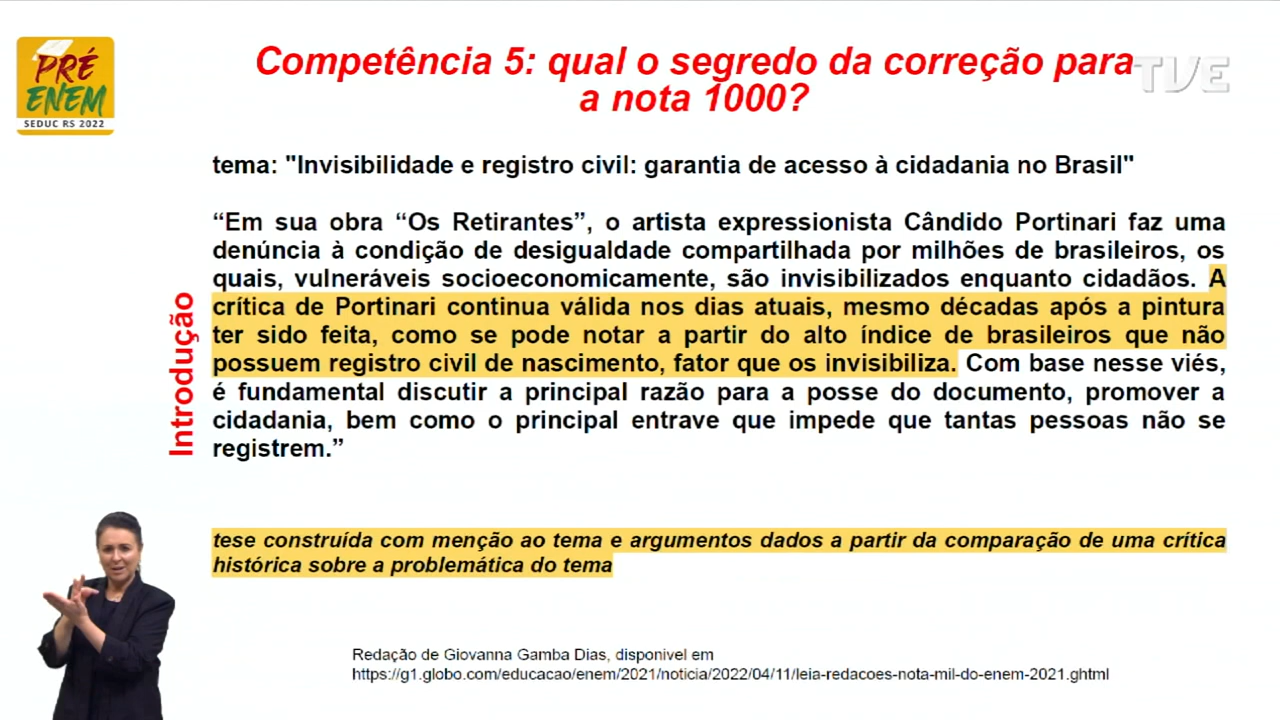 PRÉ
ENEM
SEDUC RS 2022
Competência 5: qual o segredo da correção para
a nota 1000?
TVE
tema: "Invisibilidade e registro civil: garantia de acesso à cidadania no Brasil"
“Em sua obra “Os Retirantes”, o artista expressionista Cândido Portinari faz uma
denúncia à condição de desigualdade compartilhada por milhões de brasileiros, os
quais, vulneráveis socioeconomicamente, são invisibilizados enquanto cidadãos. A
crítica de Portinari continua válida nos dias atuais, mesmo décadas após a pintura
ter sido feita, como se pode notar a partir do alto índice de brasileiros que não
possuem registro civil de nascimento, fator que os invisibiliza. Com base nesse viés,
é fundamental discutir a principal razão para a posse do documento, promover a
cidadania, bem como o principal entrave que impede que tantas pessoas não se
registrem.”
Introdução
tese construída com menção ao tema e argumentos dados a partir da comparação de uma crítica
histórica sobre a problemática do tema
Redação de Giovanna Gamba Dias, disponivel em
https://g1.globo.com/educacao/enem/2021/noticia/2022/04/11/leia-redacoes-nota-mil-do-enem-2021.ghtml